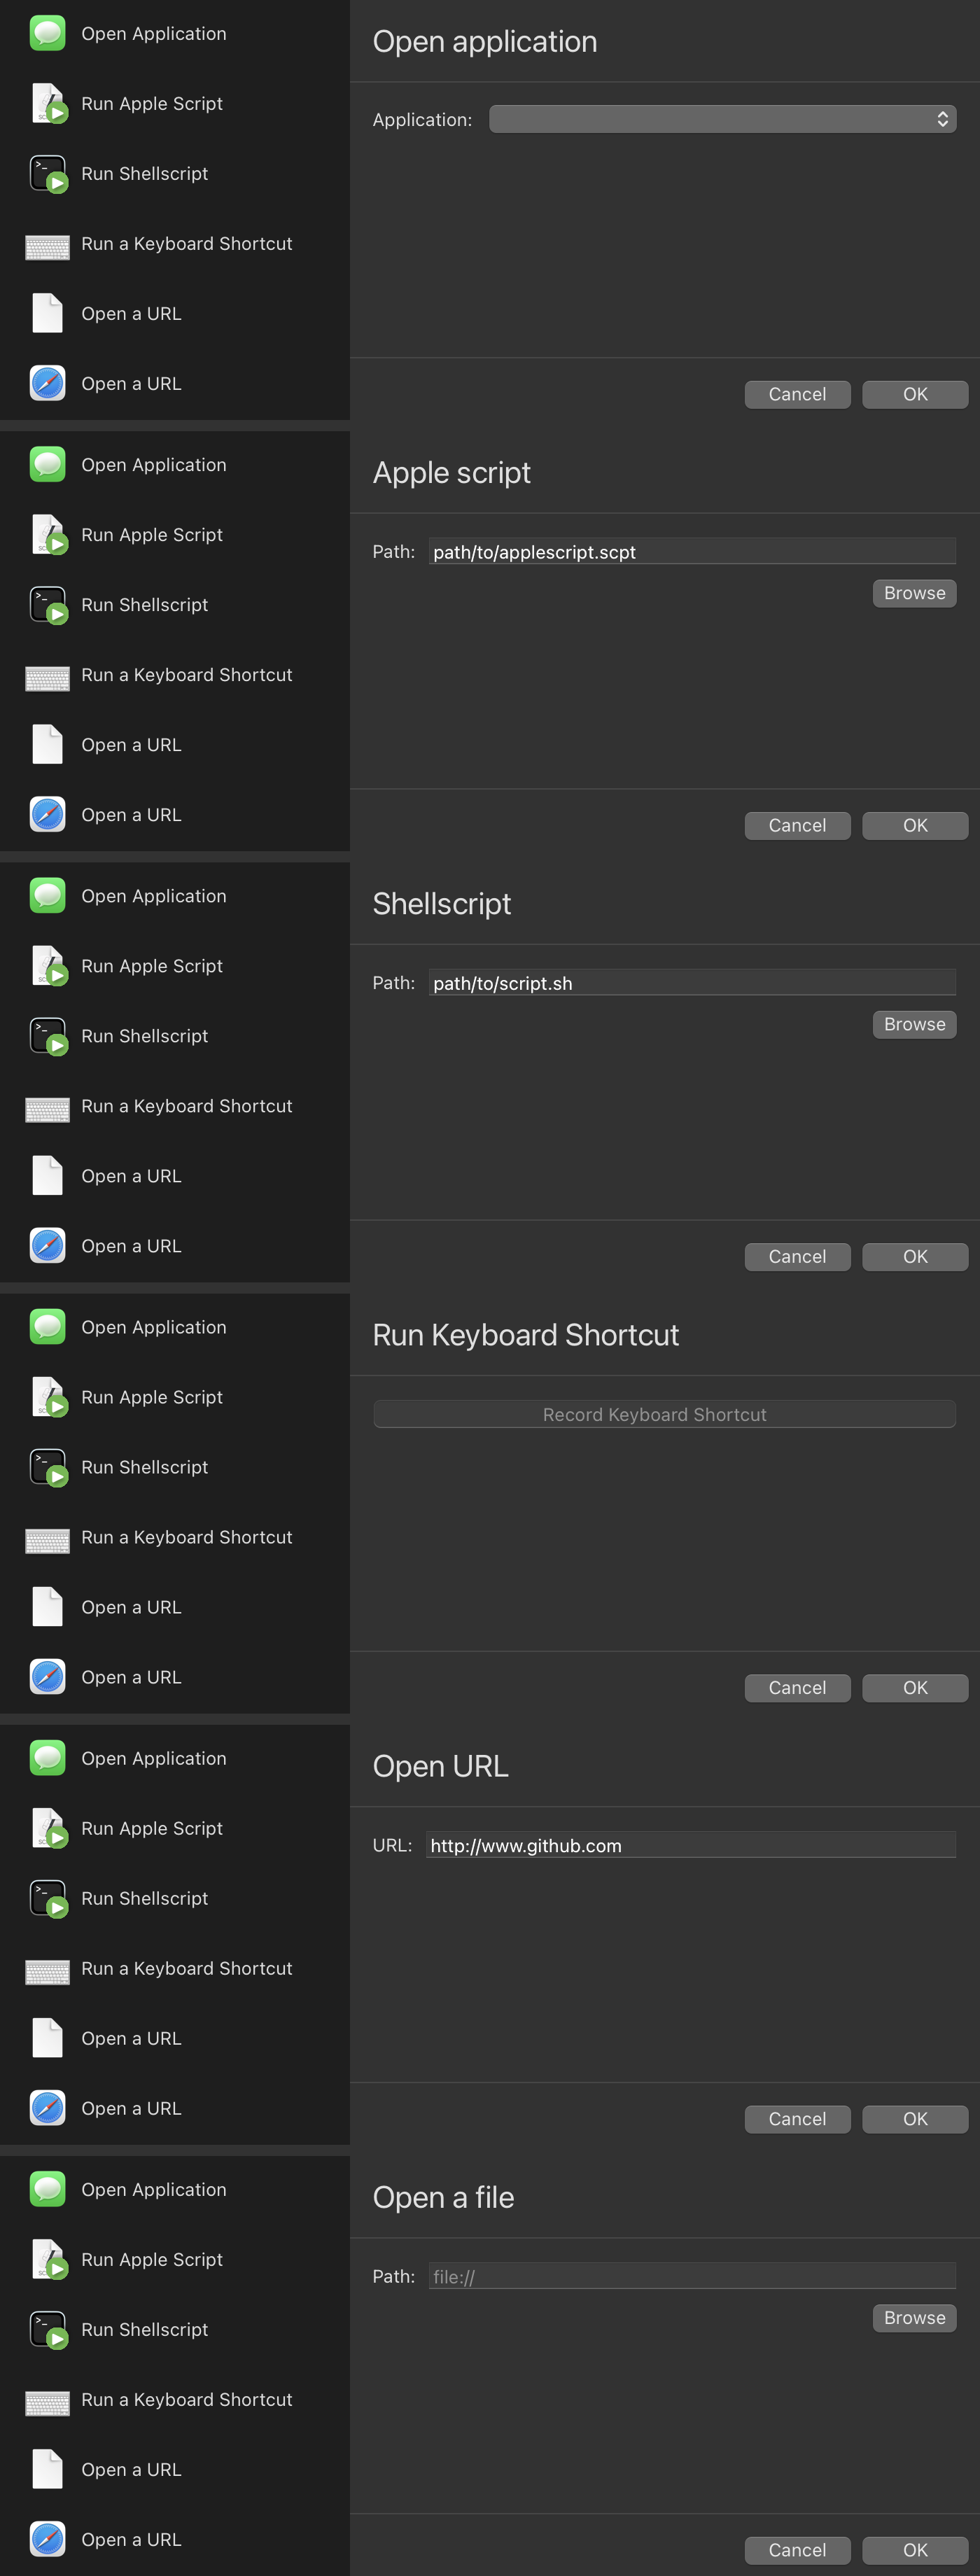 Open Application
Run Apple Script
Run Shellscript
Run a Keyboard Shortcut
Open a URL
Open a URL
Open application
Application:
Cancel OK
Open Application
Run Apple Script
Run Shellscript
Run a Keyboard Shortcut
Open a URL
Open a URL
Apple script
Path: path/to/applescript.scpt
Browse
Cancel OK
Open Application
Run Apple Script
Run Shellscript
Run a Keyboard Shortcut
Open a URL
Open a URL
Shellscript
Path: path/to/script.sh
Browse
Cancel OK
Open Application
Run Apple Script
Run Shellscript
Run a Keyboard Shortcut
Open a URL
Open a URL
Run Keyboard Shortcut
Record Keyboard Shortcut
Cancel OK
Open Application
Run Apple Script
Run Shellscript
Run a Keyboard Shortcut
Open a URL
Open a URL
Open URL
URL: http://www.github.com
Cancel OK
Open Application
Run Apple Script
Run Shellscript
Run a Keyboard Shortcut
Open a URL
Open a URL
Open a file
Path: file://
Browse
Cancel OK